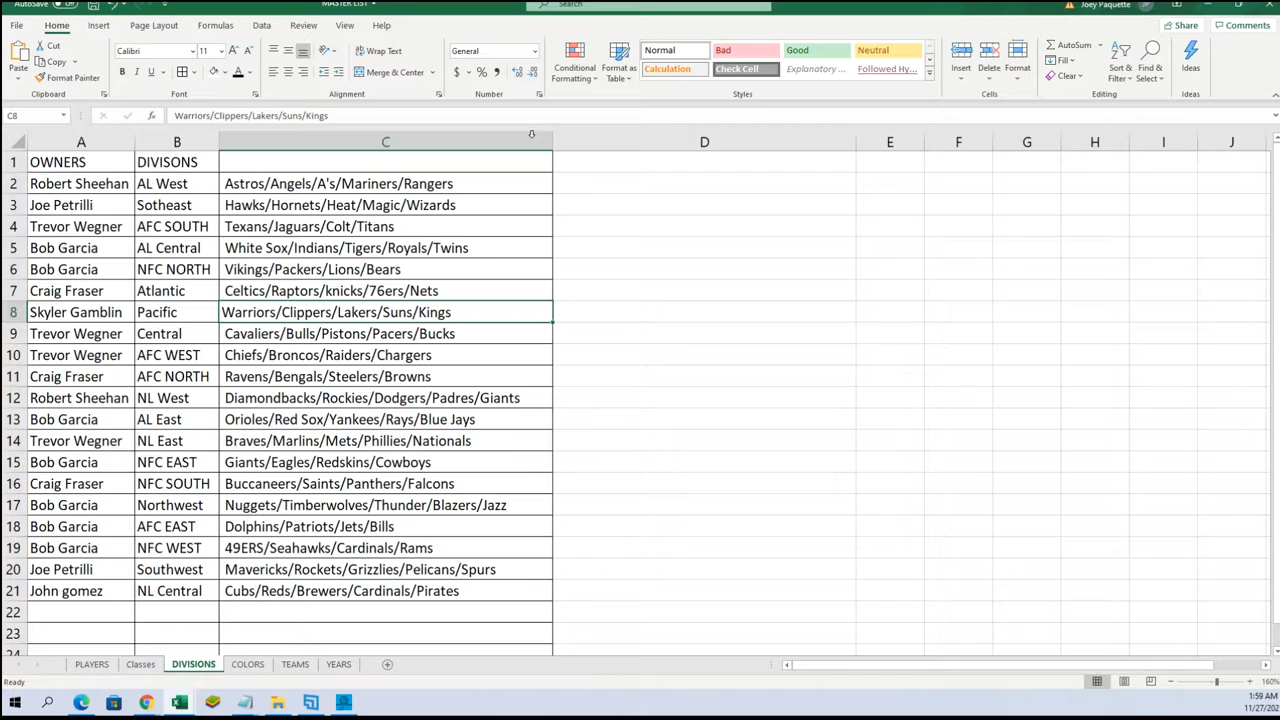 AutoSave
MASTER LIST
Search
Joey Paquette
JP
File Home Insert Page Layout Formulas Data Review View Help
Share Comments
Paste Cut Copy Format Painter
Calibri 11
B I U
Wrap Text
Merge & Center
General
$ % ,
Conditional Formatting Format as Table
Normal Bad Good Neutral
Calculation Check Cell Explanatory ... Followed Hy...
Insert Delete Format
AutoSum Fill Clear
Sort & Filter Find & Select
Ideas
Clipboard Font Alignment Number Styles Cells Editing Ideas
C8 fx Warriors/Clippers/Lakers/Suns/Kings
A B C D E F G H I J
1 OWNERS DIVISONS
2 Robert Sheehan AL West Astros/Angels/A's/Mariners/Rangers
3 Joe Petrilli Sotheast Hawks/Hornets/Heat/Magic/Wizards
4 Trevor Wegner AFC SOUTH Texans/Jaguars/Colt/Titans
5 Bob Garcia AL Central White Sox/Indians/Tigers/Royals/Twins
6 Bob Garcia NFC NORTH Vikings/Packers/Lions/Bears
7 Craig Fraser Atlantic Celtics/Raptors/knicks/76ers/Nets
8 Skyler Gamblin Pacific Warriors/Clippers/Lakers/Suns/Kings
9 Trevor Wegner Central Cavaliers/Bulls/Pistons/Pacers/Bucks
10 Trevor Wegner AFC WEST Chiefs/Broncos/Raiders/Chargers
11 Craig Fraser AFC NORTH Ravens/Bengals/Steelers/Browns
12 Robert Sheehan NL West Diamondbacks/Rockies/Dodgers/Padres/Giants
13 Bob Garcia AL East Orioles/Red Sox/Yankees/Rays/Blue Jays
14 Trevor Wegner NL East Braves/Marlins/Mets/Phillies/Nationals
15 Bob Garcia NFC EAST Giants/Eagles/Redskins/Cowboys
16 Craig Fraser NFC SOUTH Buccaneers/Saints/Panthers/Falcons
17 Bob Garcia Northwest Nuggets/Timberwolves/Thunder/Blazers/Jazz
18 Bob Garcia AFC EAST Dolphins/Patriots/Jets/Bills
19 Bob Garcia NFC WEST 49ERS/Seahawks/Cardinals/Rams
20 Joe Petrilli Southwest Mavericks/Rockets/Grizzlies/Pelicans/Spurs
21 John gomez NL Central Cubs/Reds/Brewers/Cardinals/Pirates
22
23
PLAYERS Classes DIVISIONS COLORS TEAMS YEARS
Ready
160%
1:59 AM
11/27/202